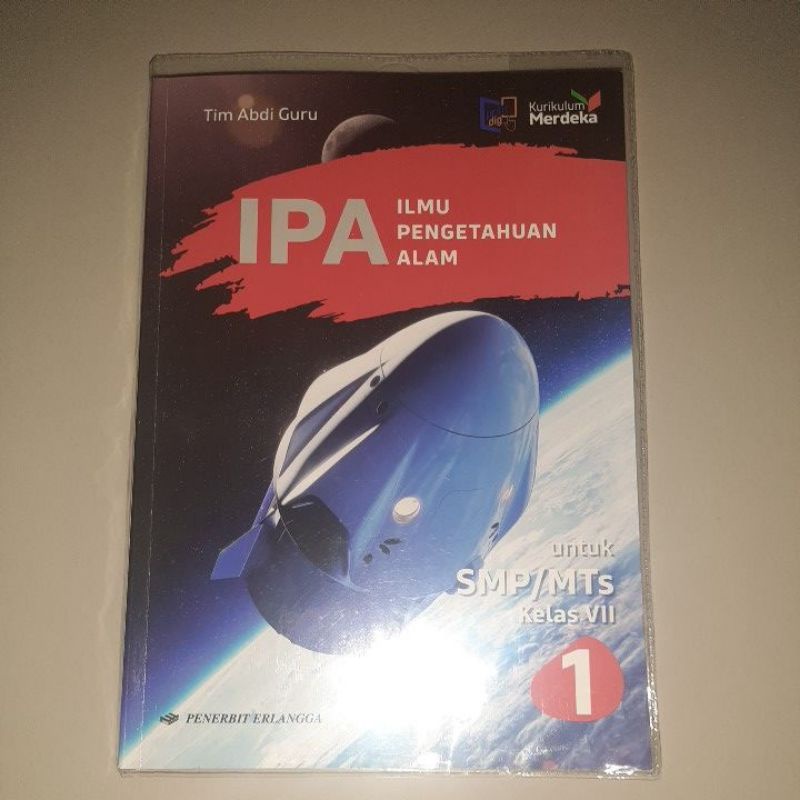 Tim Abdi Guru
Kurikulum
Merdeka
IPA
ILMU
PENGETAHUAN
ALAM
untuk
SMP/MTs
Kelas VII
1
PENERBIT ERLANGGA